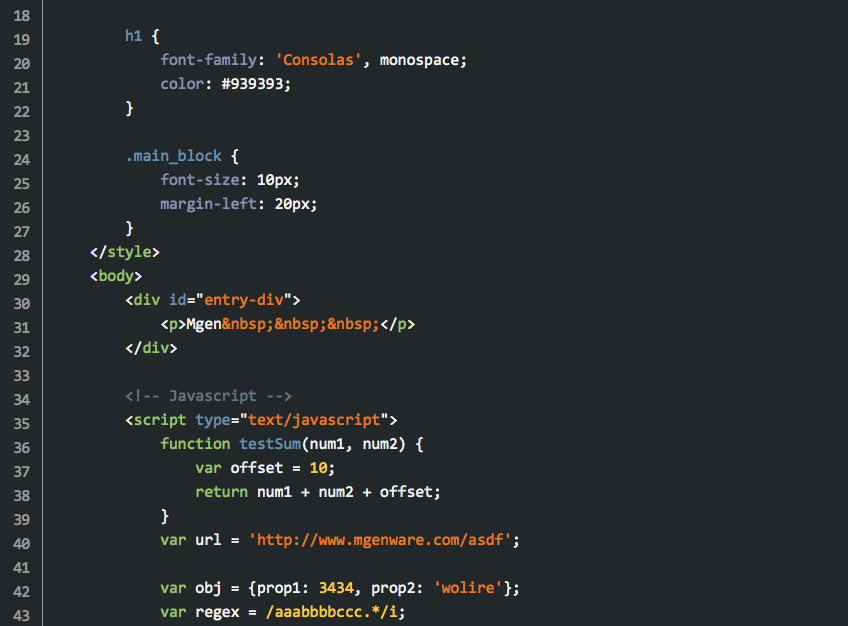 18
19 h1 {
20 font-family: 'Consolas', monospace;
21 color: #939393;
22 }
23
24 .main_block {
25 font-size: 10px;
26 margin-left: 20px;
27 }
28 </style>
29 <body>
30 <div id="entry-div">
31 <p>Mgen&nbsp;&nbsp;&nbsp;</p>
32 </div>
33
34 <!-- Javascript -->
35 <script type="text/javascript">
36 function testSum(num1, num2) {
37 var offset = 10;
38 return num1 + num2 + offset;
39 }
40 var url = 'http://www.mgenware.com/asdf';
41
42 var obj = {prop1: 3434, prop2: 'wolire'};
43 var regex = /aaabbbbccc.*/i;